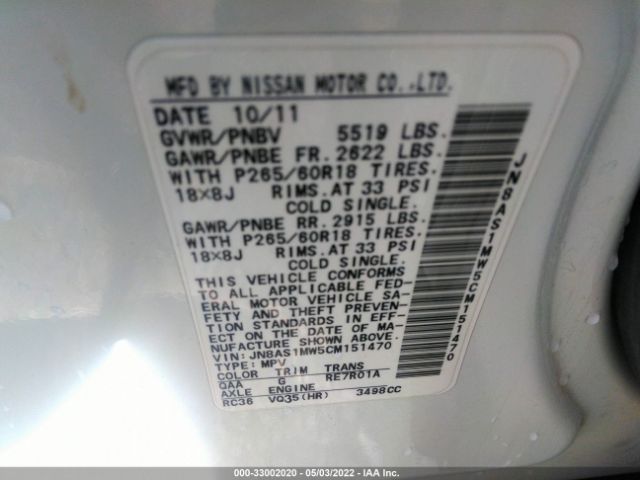 MFD BY NISSAN MOTOR CO.,LTD.
DATE 10/11
GVWR/PNBV 5519 LBS.
GAWR/PNBE FR. 2622 LBS.
WITH P265/60R18 TIRES.
18X8J RIMS.AT 33 PSI
COLD SINGLE.
GAWR/PNBE RR. 2915 LBS.
WITH P265/60R18 TIRES.
18X8J RIMS.AT 33 PSI
COLD SINGLE.
THIS VEHICLE CONFORMS
TO ALL APPLICABLE FED-
ERAL MOTOR VEHICLE SA-
FETY AND THEFT PREVEN-
TION STANDARDS IN EFF-
ECT ON THE DATE OF MA-
NUFACTURE SHOWN ABOVE.
VIN: JN8AS1MW5CM151470
TYPE: MPV
COLOR TRIM TRANS
QAA G RE7R01A
AXLE ENGINE
RC36 VQ35(HR) 3498CC
JN8AS1MW5CM151470
000-33002020 - 05/03/2022 - IAA Inc.